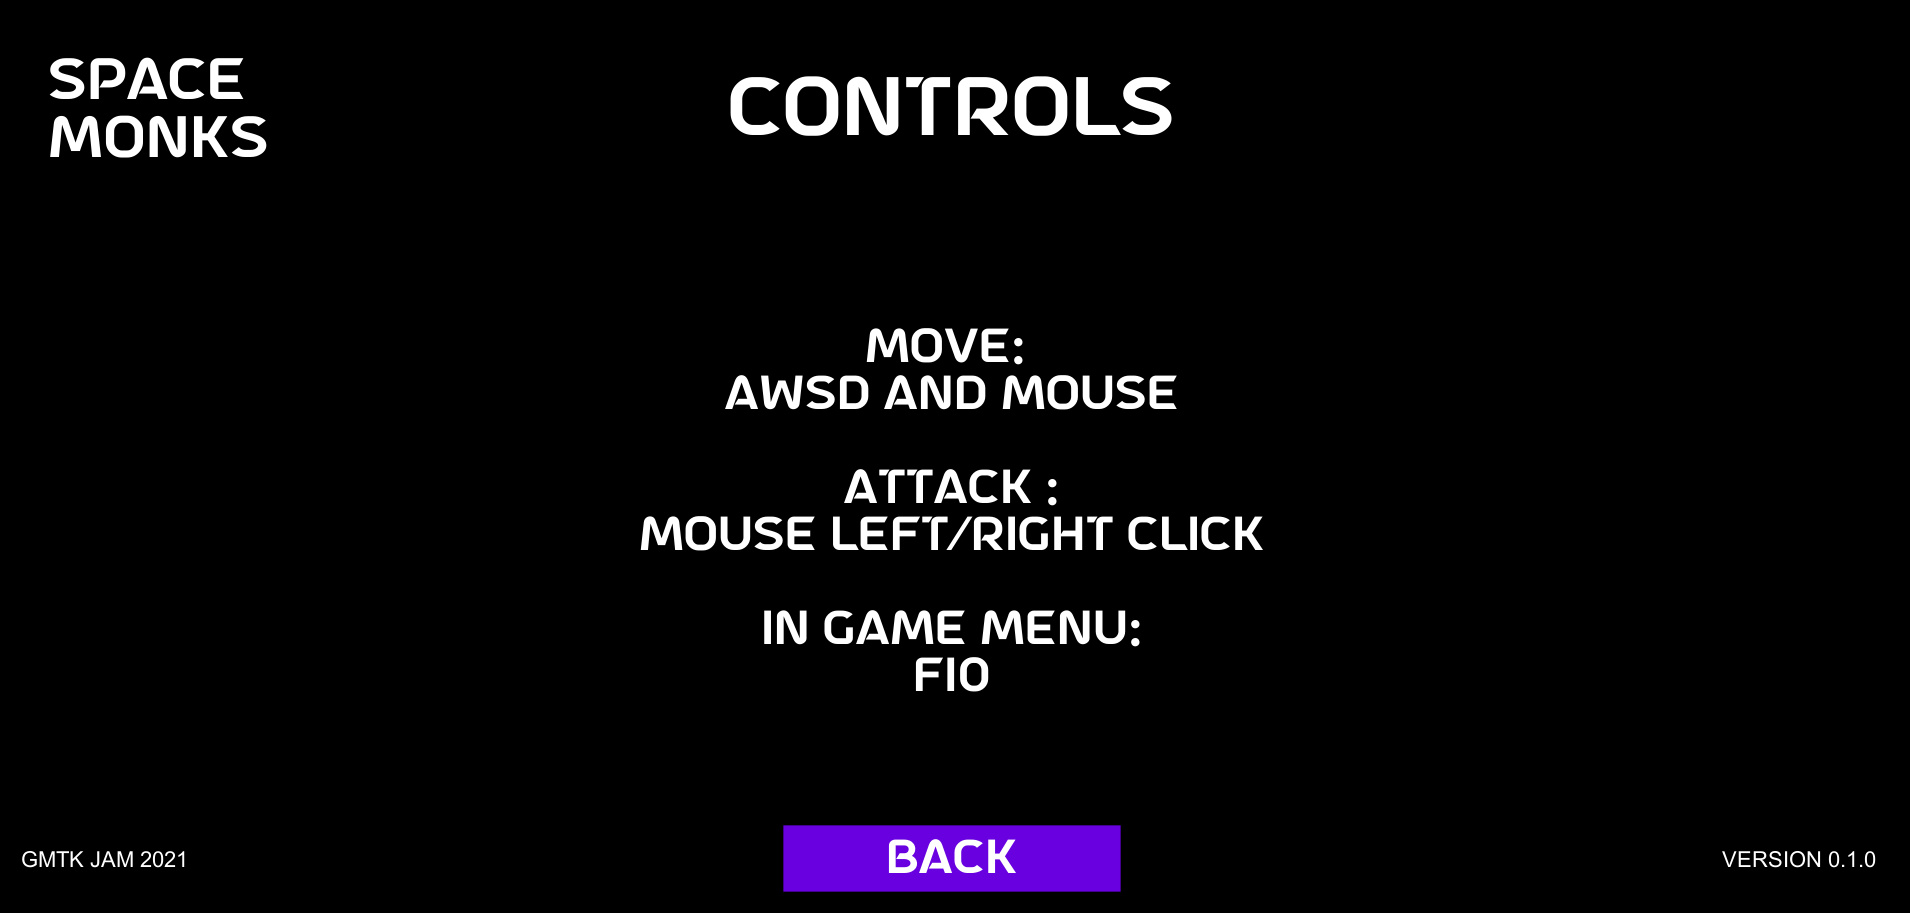 SPACE
MONKS
CONTROLS
MOVE:
AWSD AND MOUSE
ATTACK :
MOUSE LEFT/RIGHT CLICK
IN GAME MENU:
F10
BACK
GMTK JAM 2021
VERSION 0.1.0